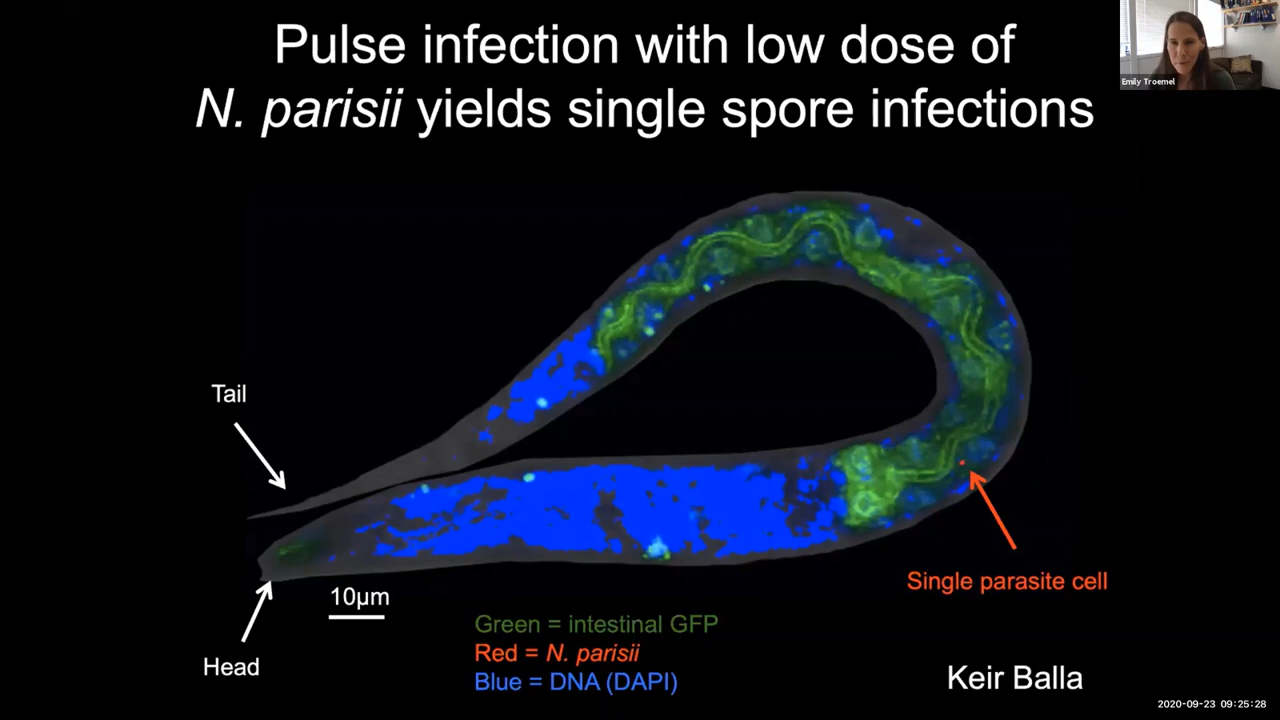 Pulse infection with low dose of
N. parisii yields single spore infections
Emily Troemel
Tail
Head
10µm
Single parasite cell
Green = intestinal GFP
Red = N. parisii
Blue = DNA (DAPI)
Keir Balla
2020-09-23 09:25:28